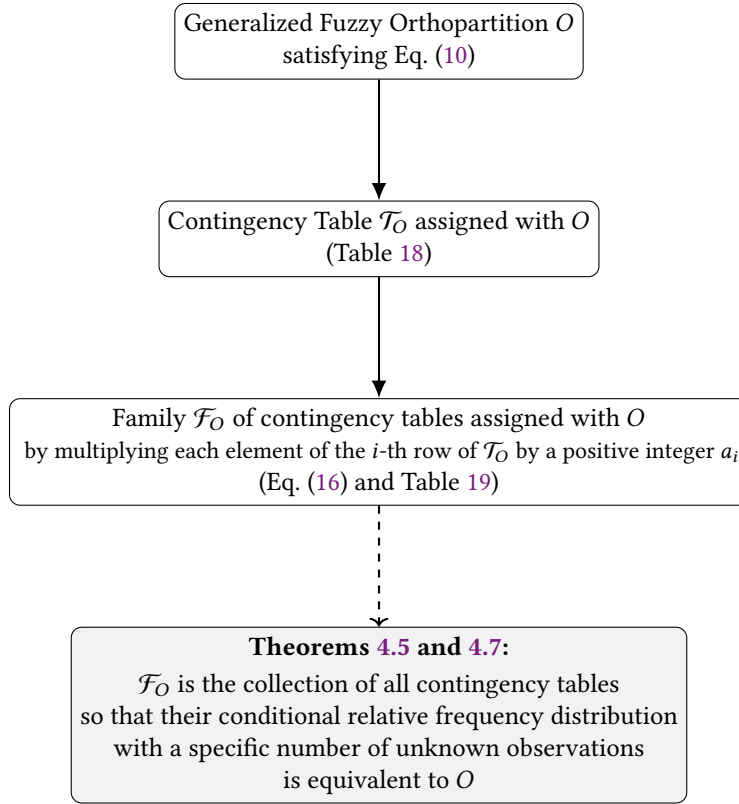 Generalized Fuzzy Orthopartition O
satisfying Eq. (10)
Contingency Table 𝒯_O assigned with O
(Table 18)
Family ℱ_O of contingency tables assigned with O
by multiplying each element of the i-th row of 𝒯_O by a positive integer a_i
(Eq. (16) and Table 19)
Theorems 4.5 and 4.7:
ℱ_O is the collection of all contingency tables
so that their conditional relative frequency distribution
with a specific number of unknown observations
is equivalent to O